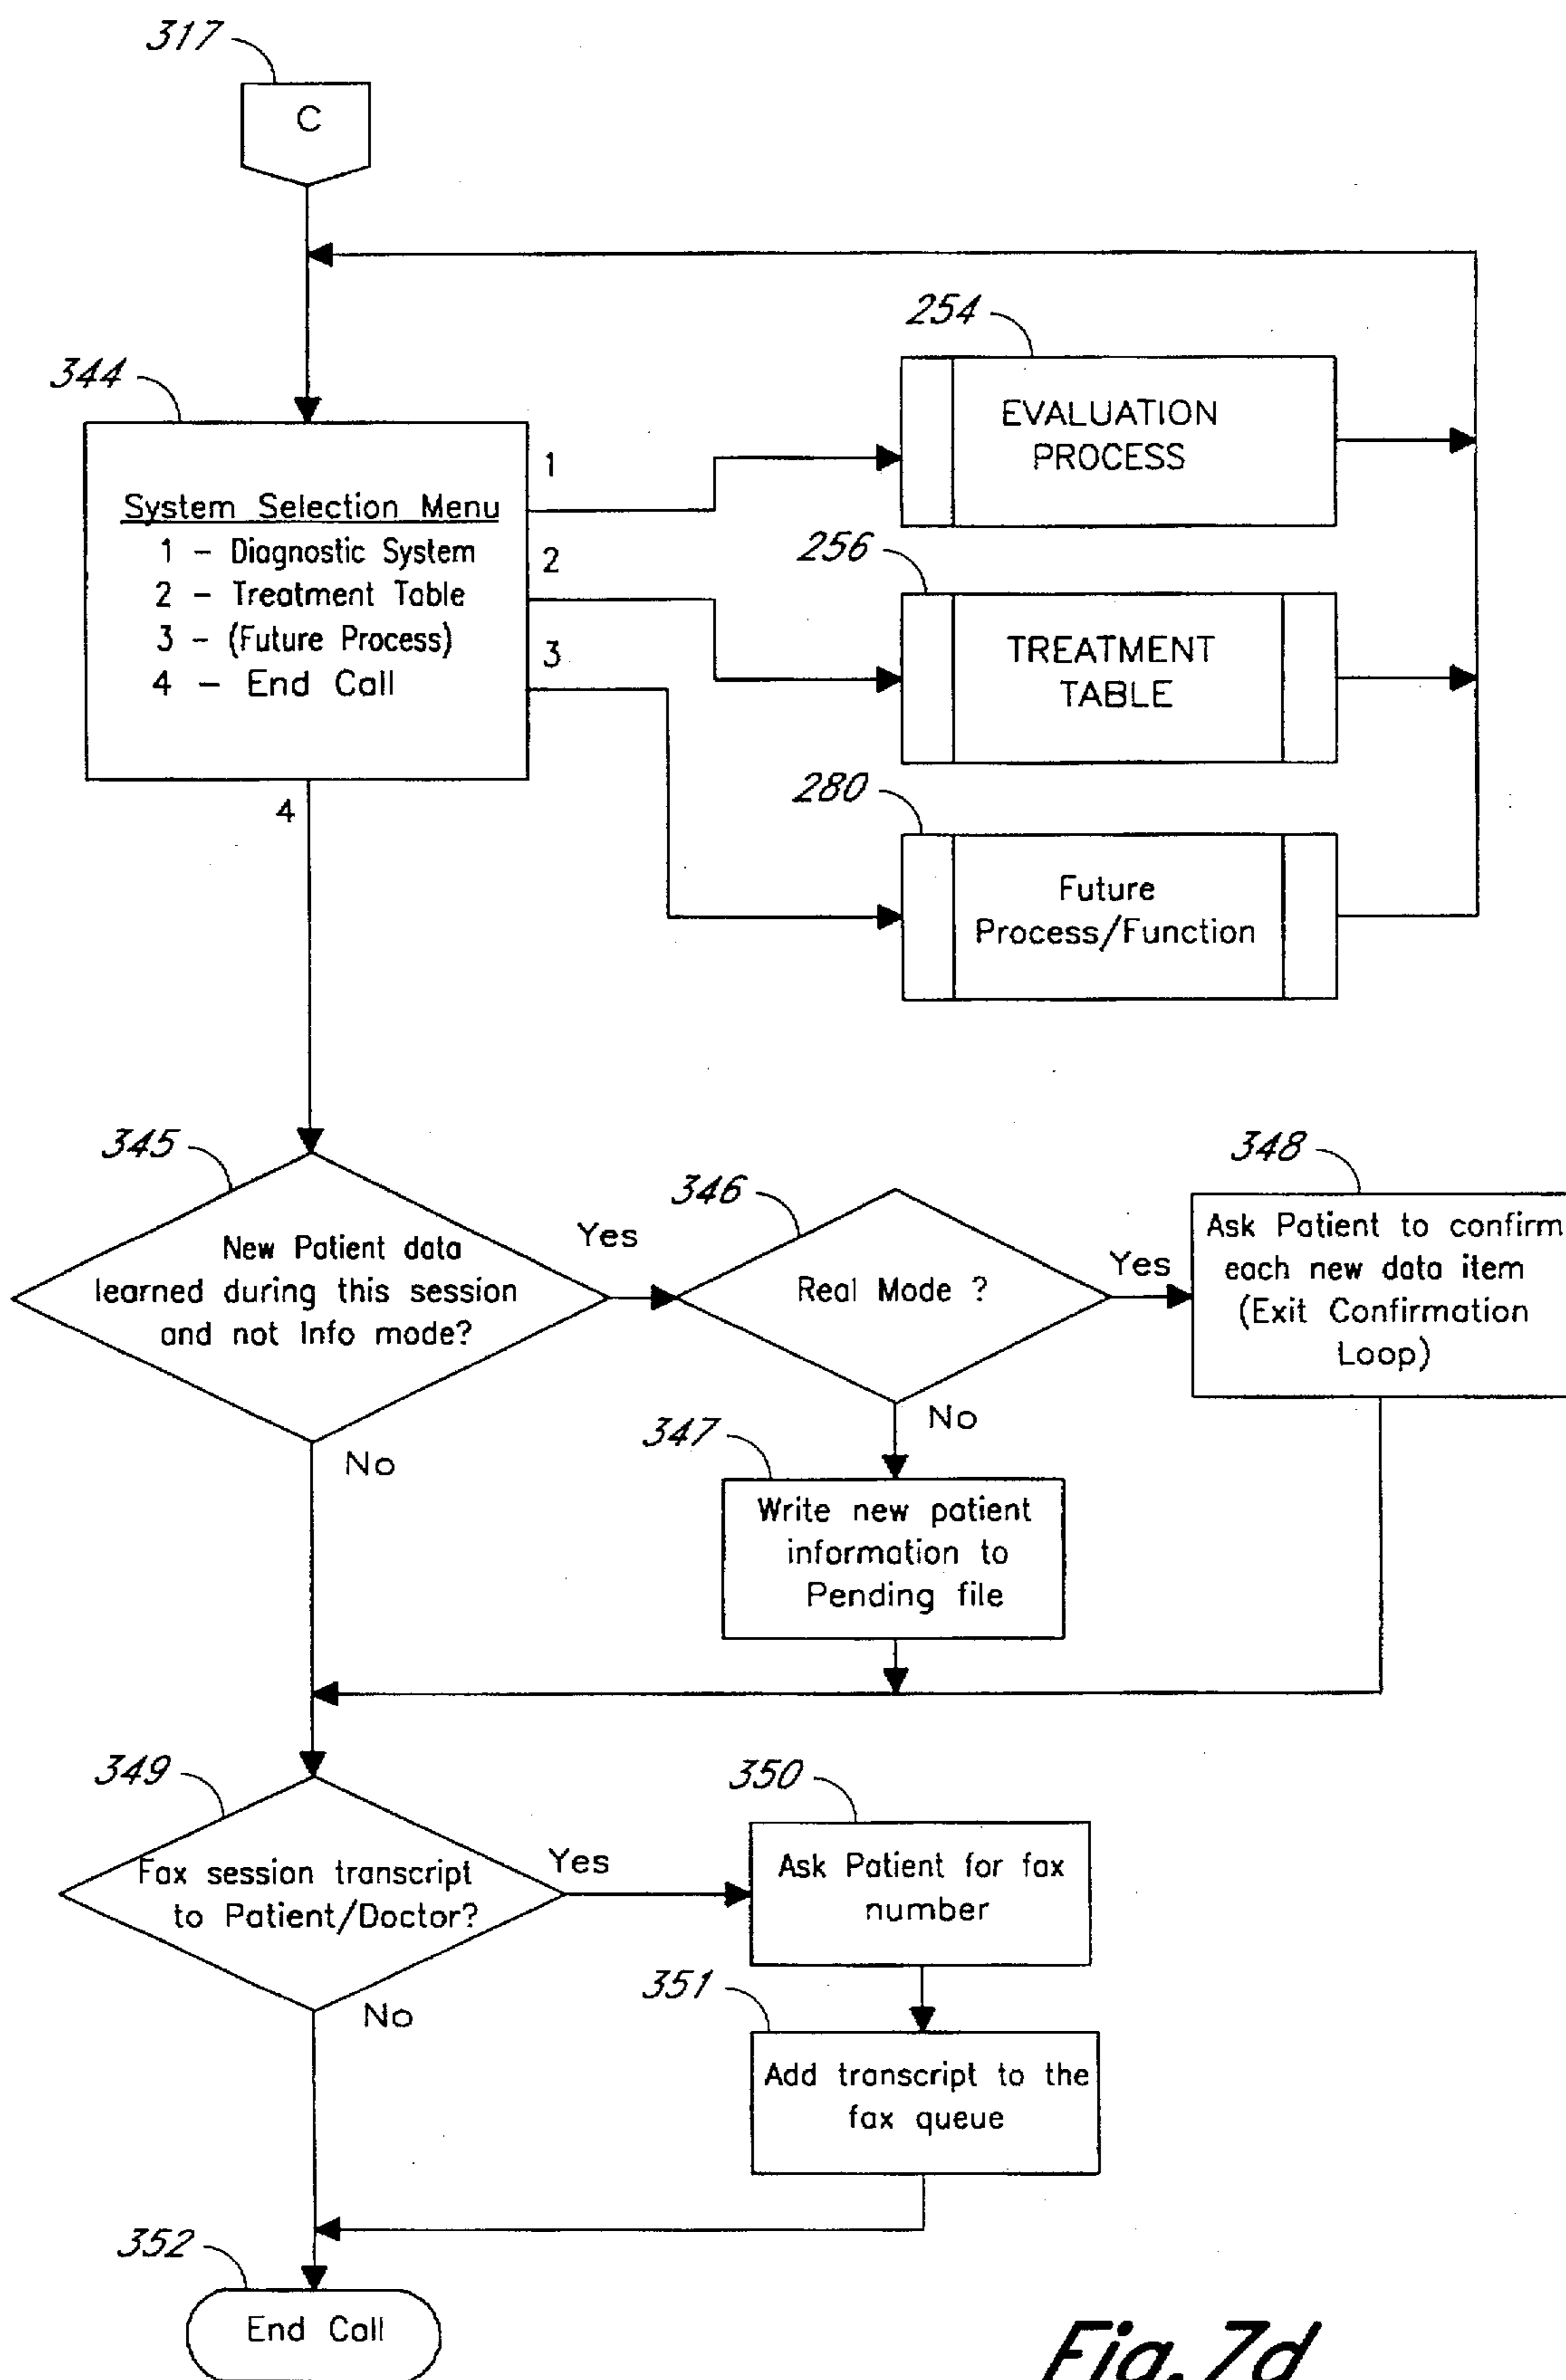 317
C
254
344
EVALUATION
PROCESS
1
System Selection Menu
1 - Diagnostic System
2 - Treatment Table
3 - (Future Process)
4 - End Call
2
256
TREATMENT
TABLE
3
280
Future
Process/Function
4
345
New Patient data
learned during this session
and not Info mode?
Yes
346
Real Mode ?
Yes
348
Ask Patient to confirm
each new data item
(Exit Confirmation
Loop)
No
No
347
Write new patient
information to
Pending file
349
Fax session transcript
to Patient/Doctor?
Yes
350
Ask Patient for fax
number
No
351
Add transcript to the
fax queue
352
End Call
Fig. 7d